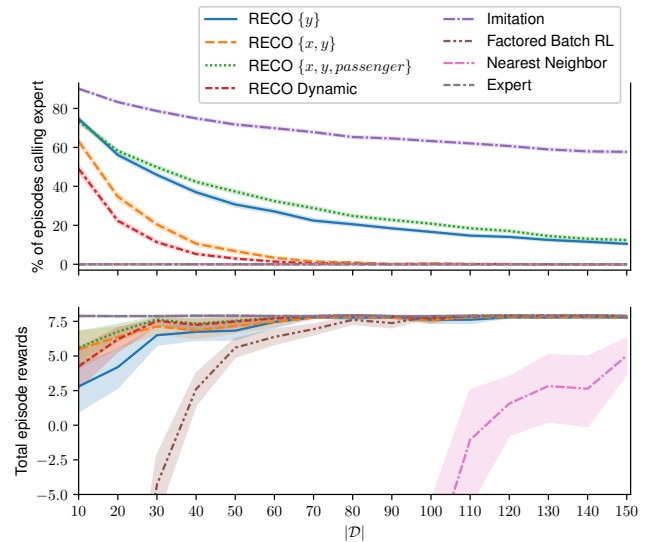 RECO {y}
RECO {x, y}
RECO {x, y, passenger}
RECO Dynamic
Imitation
Factored Batch RL
Nearest Neighbor
Expert
% of episodes calling expert
80
60
40
20
0
Total episode rewards
7.5
5.0
2.5
0.0
−2.5
−5.0
10 20 30 40 50 60 70 80 90 100 110 120 130 140 150
|𝒟|